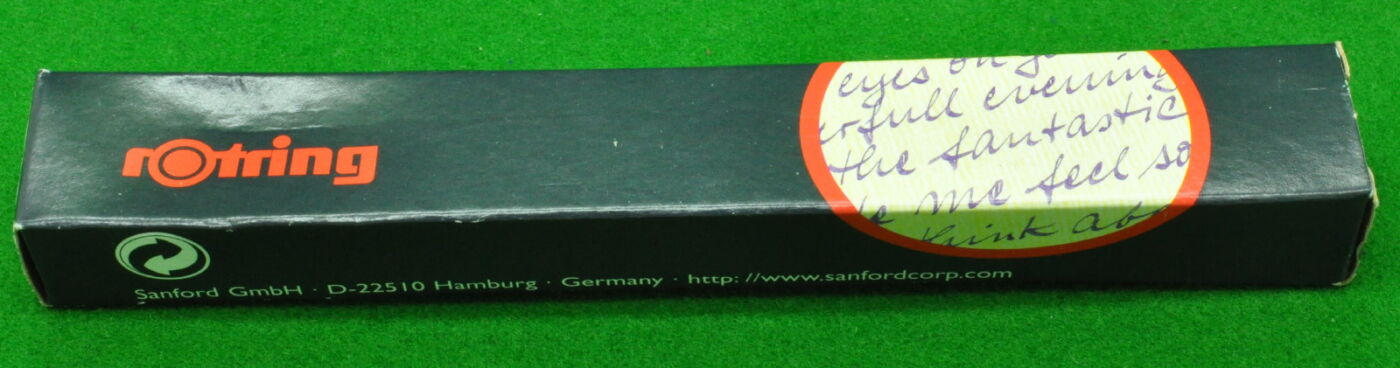 rotring
eyes on
rfull evening
the fantastic
me feel so
think abo
Sanford GmbH · D-22510 Hamburg · Germany · http://www.sanfordcorp.com